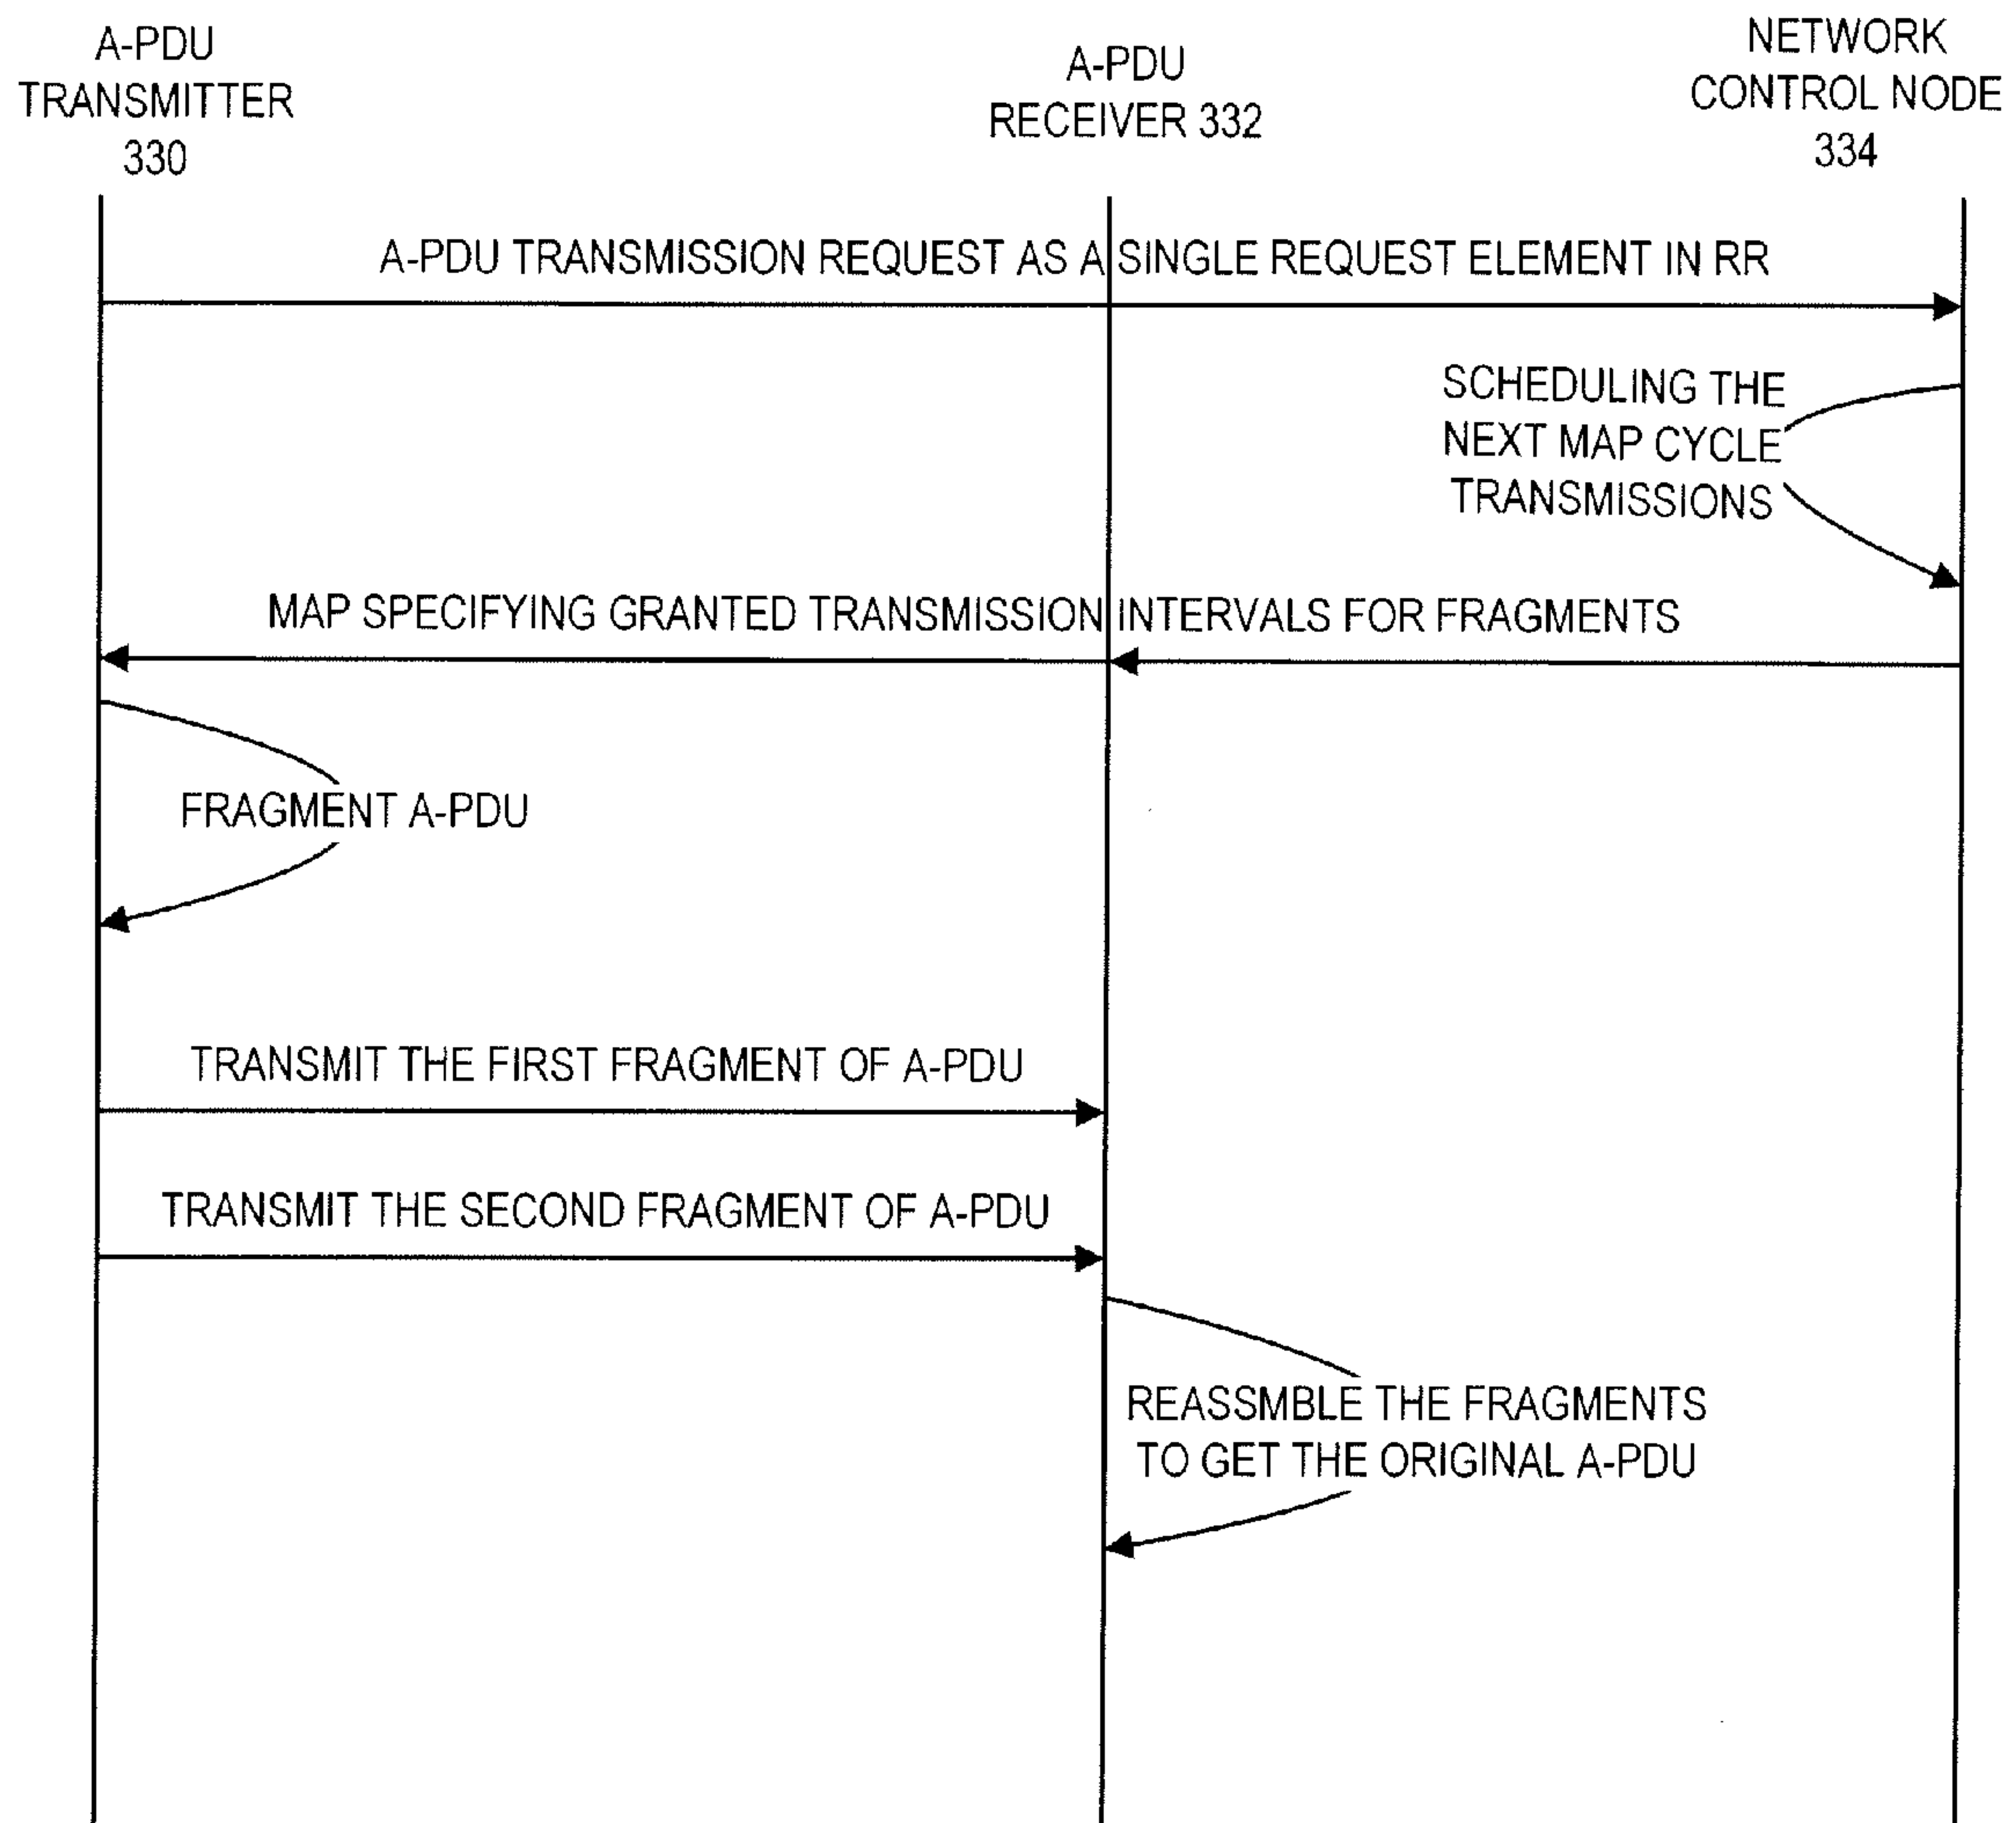 A-PDU
TRANSMITTER
330
A-PDU
RECEIVER 332
NETWORK
CONTROL NODE
334
A-PDU TRANSMISSION REQUEST AS A SINGLE REQUEST ELEMENT IN RR
SCHEDULING THE
NEXT MAP CYCLE
TRANSMISSIONS
MAP SPECIFYING GRANTED TRANSMISSION INTERVALS FOR FRAGMENTS
FRAGMENT A-PDU
TRANSMIT THE FIRST FRAGMENT OF A-PDU
TRANSMIT THE SECOND FRAGMENT OF A-PDU
REASSMBLE THE FRAGMENTS
TO GET THE ORIGINAL A-PDU